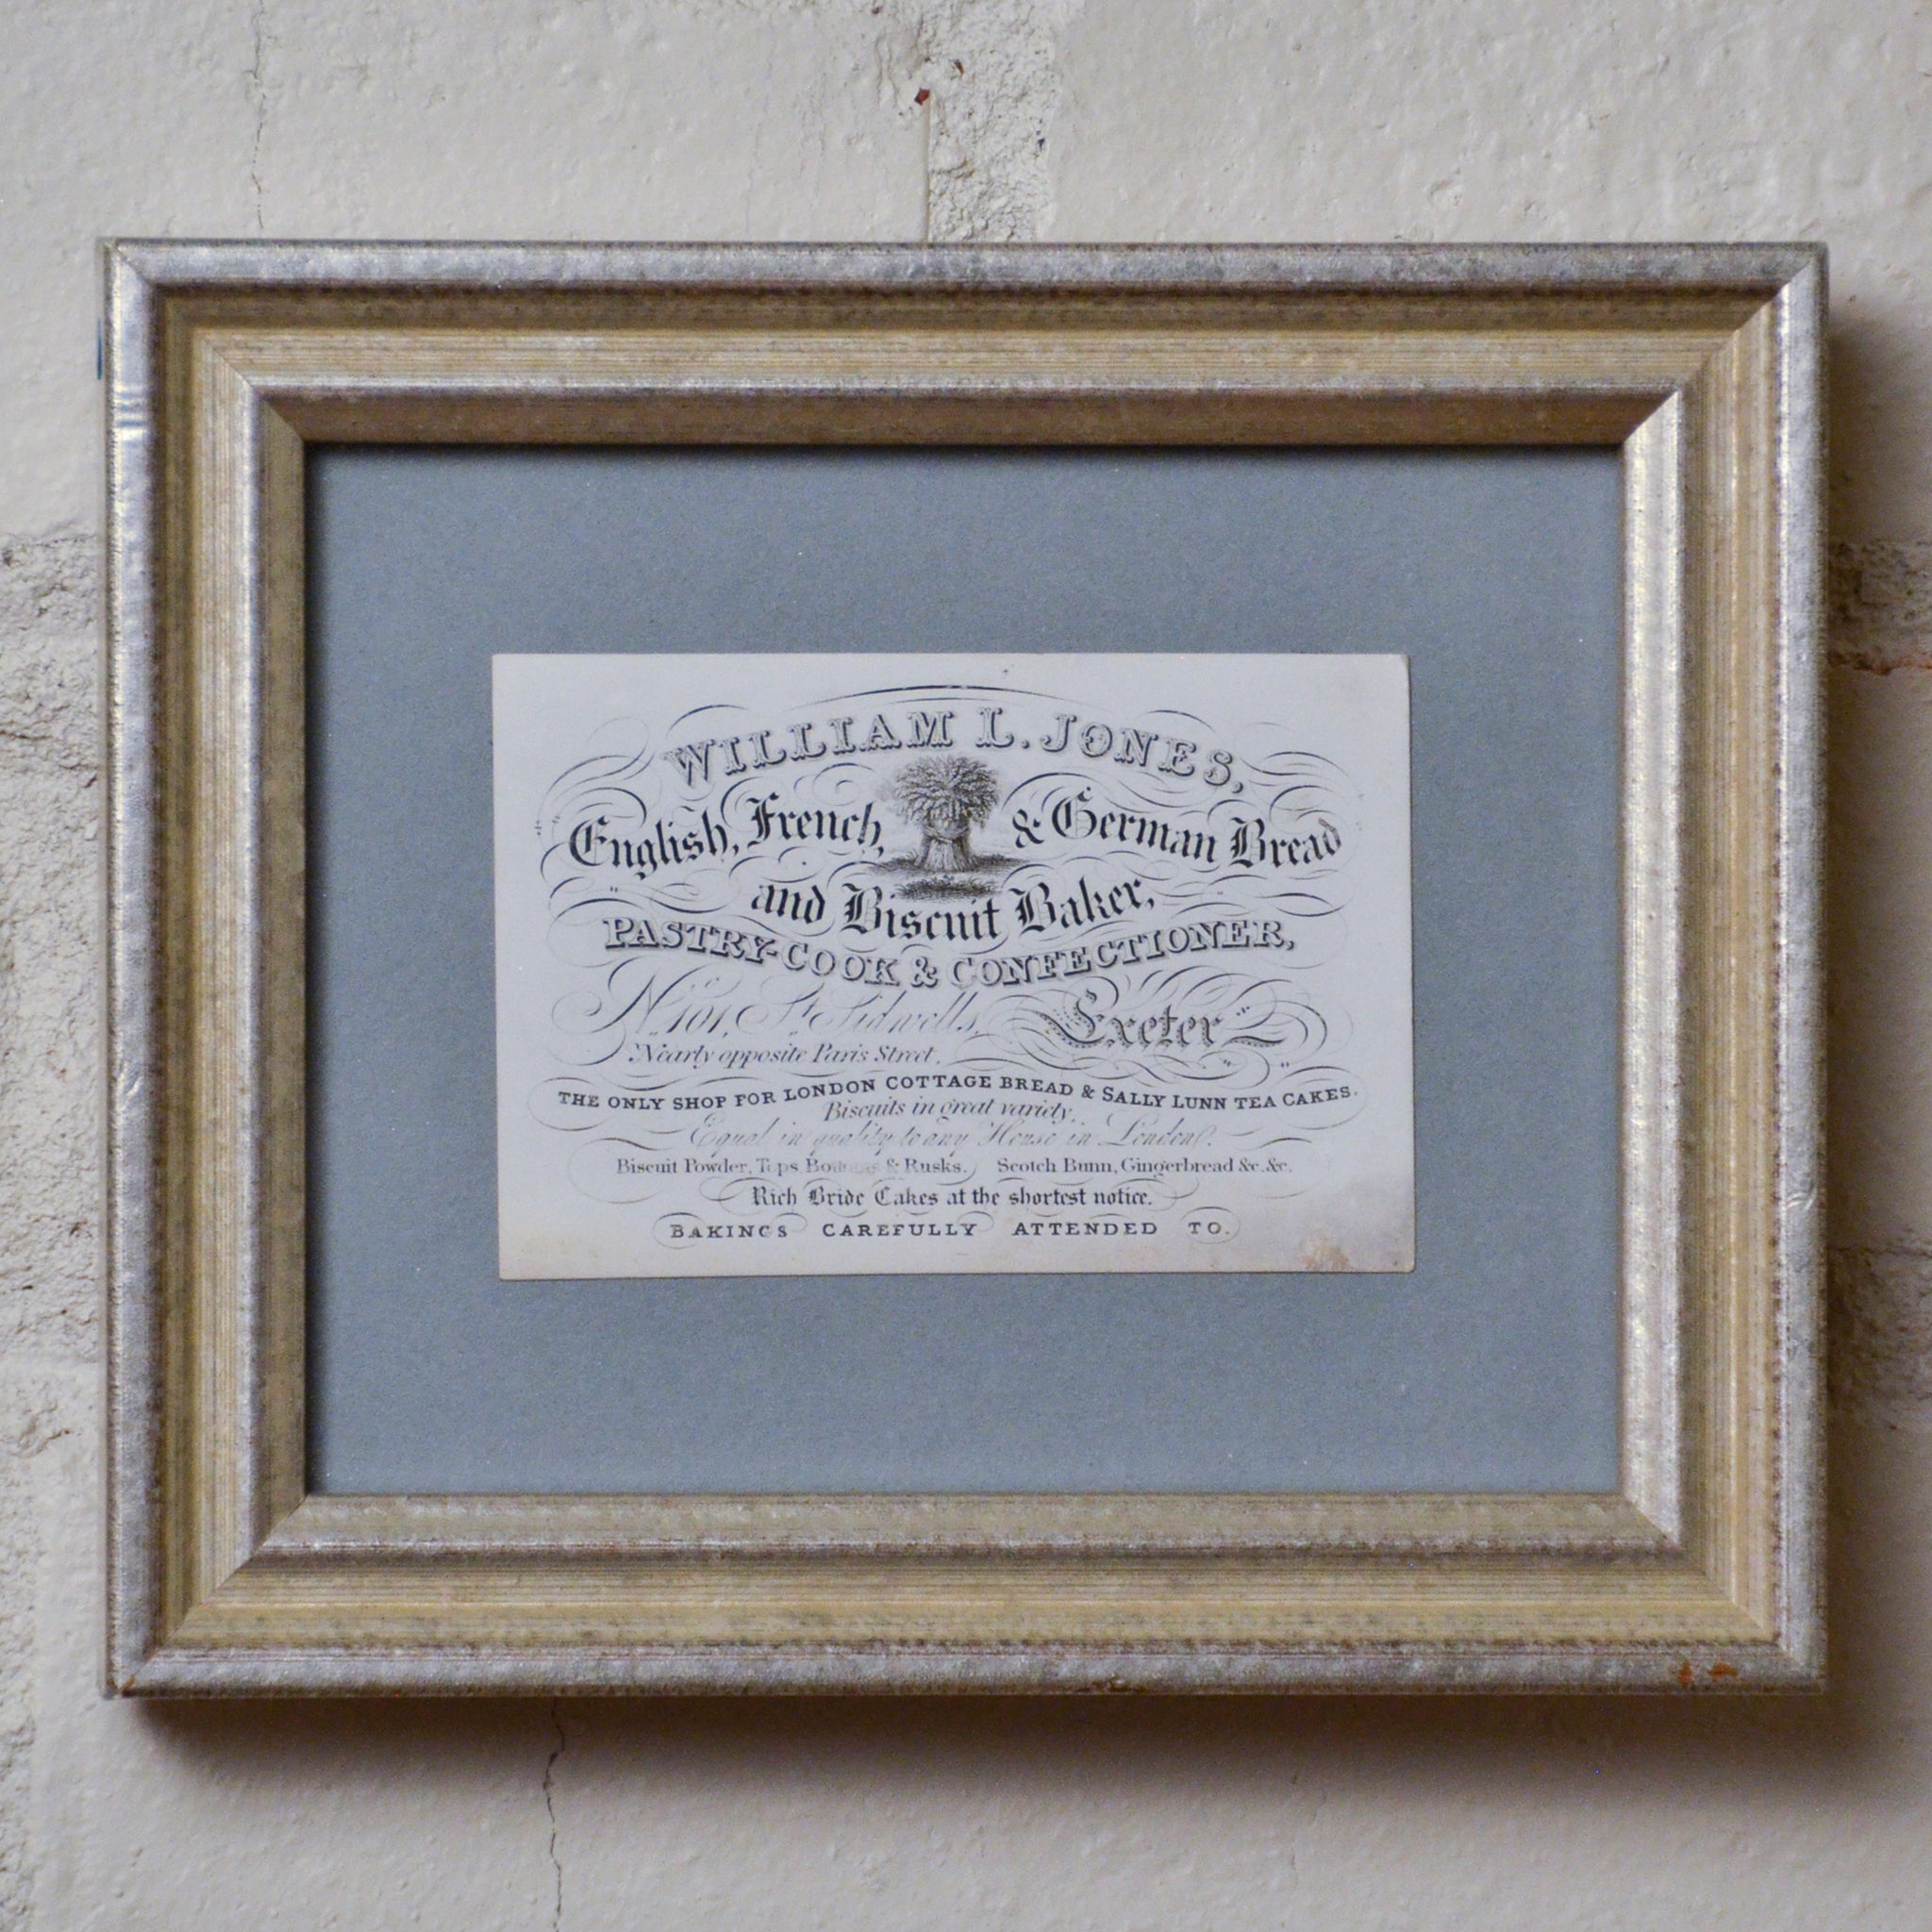 WILLIAM L. JONES,
English, French, & German Bread
and Biscuit Baker,
PASTRY-COOK & CONFECTIONER,
No. 101, St. Sidwells, Exeter
Nearly opposite Paris Street.
THE ONLY SHOP FOR LONDON COTTAGE BREAD & SALLY LUNN TEA CAKES.
Biscuits in great variety,
Equal in quality to any House in London.
Biscuit Powder, Tops, Bottoms & Rusks. Scotch Bunn, Gingerbread &c. &c.
Rich Bride Cakes at the shortest notice.
BAKINGS CAREFULLY ATTENDED TO.